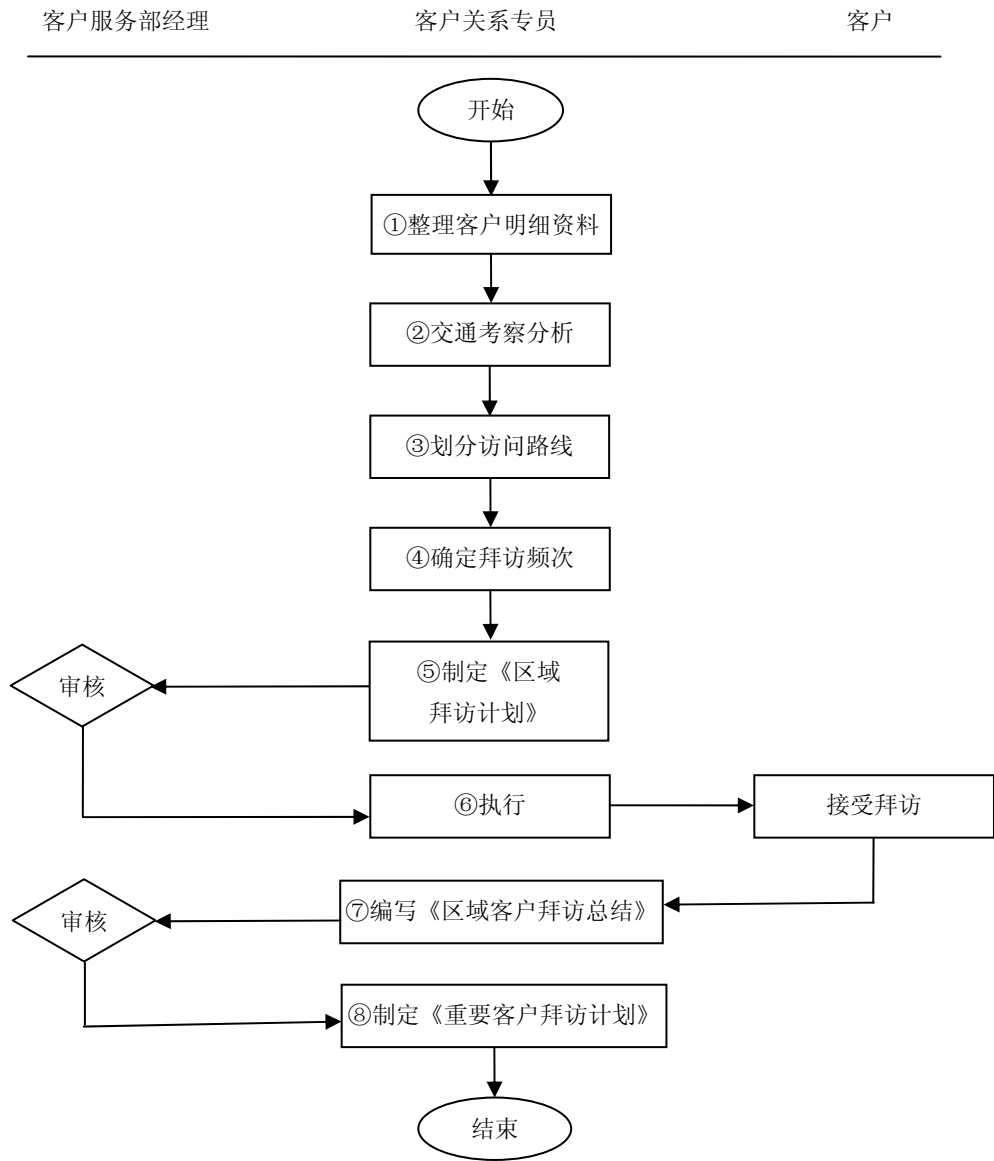 客户服务部经理 客户关系专员 客户
开始
①整理客户明细资料
②交通考察分析
③划分访问路线
④确定拜访频次
审核
⑤制定《区域
拜访计划》
⑥执行
接受拜访
审核
⑦编写《区域客户拜访总结》
⑧制定《重要客户拜访计划》
结束